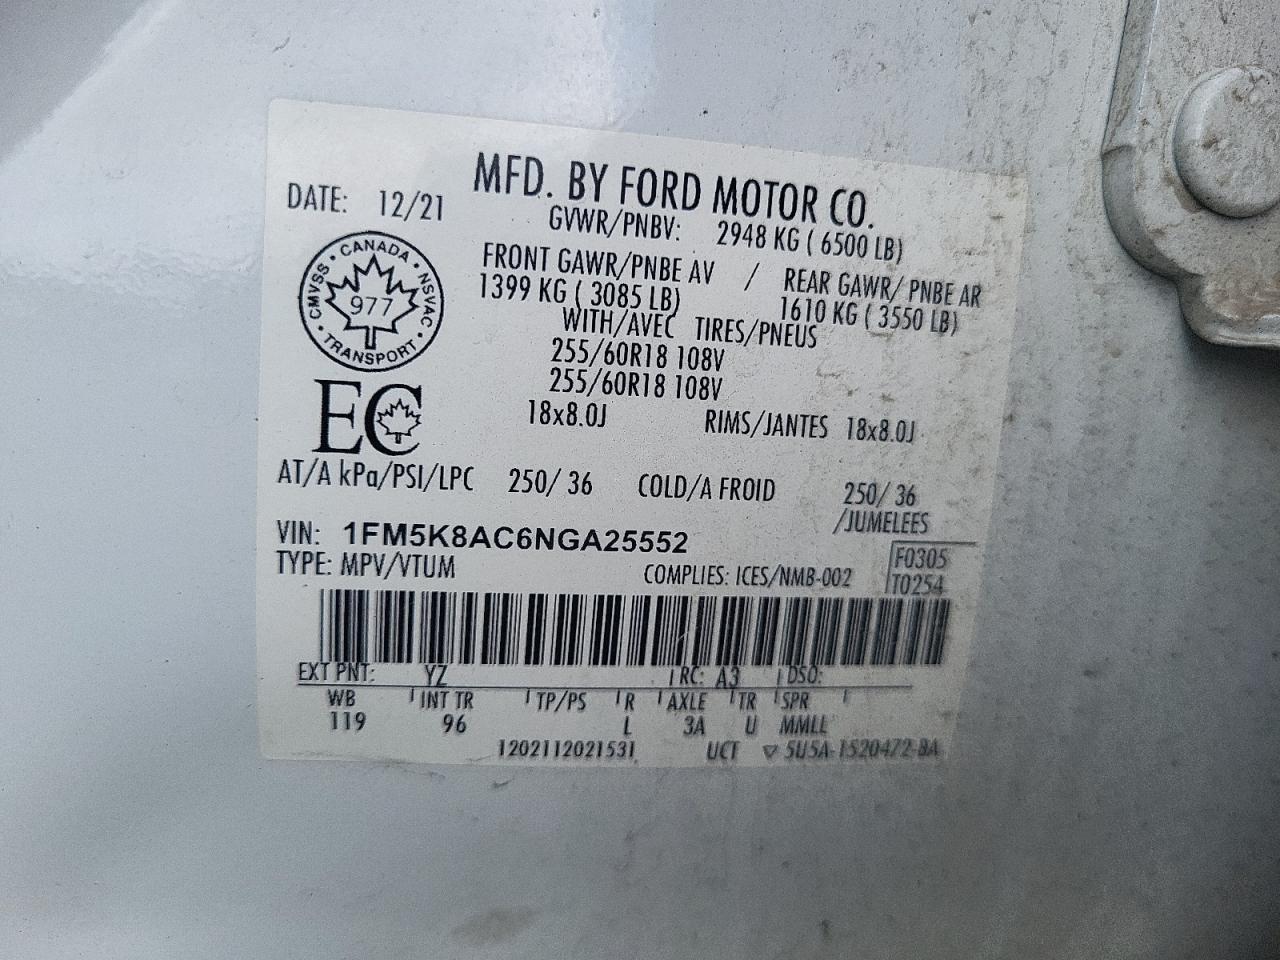 MFD. BY FORD MOTOR CO.
DATE: 12/21
GVWR/PNBV: 2948 KG ( 6500 LB)
FRONT GAWR/PNBE AV / REAR GAWR/ PNBE AR
1399 KG ( 3085 LB) 1610 KG ( 3550 LB)
WITH/AVEC TIRES/PNEUS
255/60R18 108V
255/60R18 108V
18x8.0J RIMS/JANTES 18x8.0J
CANADA · NSVAC · TRANSPORT · CMVSS ·
977
EC
AT/A kPa/PSI/LPC 250/ 36 COLD/A FROID 250/ 36
/JUMELEES
VIN: 1FM5K8AC6NGA25552
TYPE: MPV/VTUM COMPLIES: ICES/NMB-002
F0305
T0254
EXT PNT: YZ RC: A3 DSO:
WB INT TR TP/PS R AXLE TR SPR
119 96 L 3A U MMLL
1202112021531 UCT ▽ 5U5A-1520472-BA